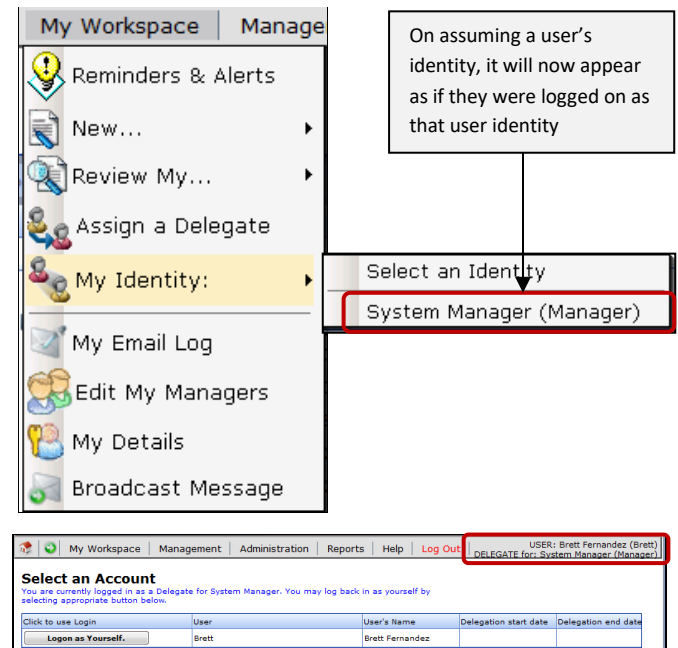 My Workspace Manage
On assuming a user's
identity, it will now appear
as if they were logged on as
that user identity
Reminders & Alerts
New...
Review My...
Assign a Delegate
My Identity:
Select an Identity
System Manager (Manager)
My Email Log
Edit My Managers
My Details
Broadcast Message
My Workspace Management Administration Reports Help Log Out USER: Brett Fernandez (Brett)
DELEGATE for: System Manager (Manager)
Select an Account
You are currently logged in as a Delegate for System Manager. You may log back in as yourself by
selecting appropriate button below.
Click to use Login User User's Name Delegation start date Delegation end date
Logon as Yourself. Brett Brett Fernandez